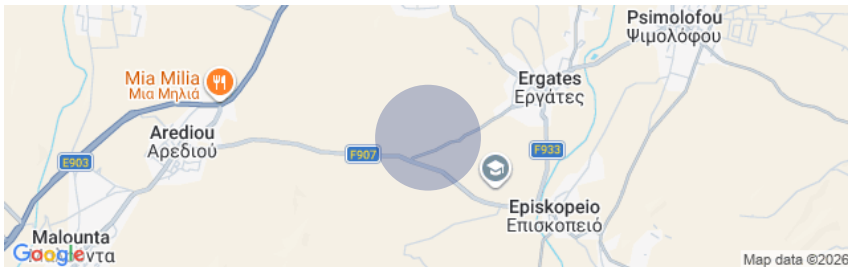 Psimolofou
Ψιμολόφου
Mia Milia
Μια Μηλιά
Ergates
Εργάτες
Arediou
Αρεδιού
E903
F907
F933
Episkopeio
Επισκοπειό
Malounta
Google
Map data ©2026